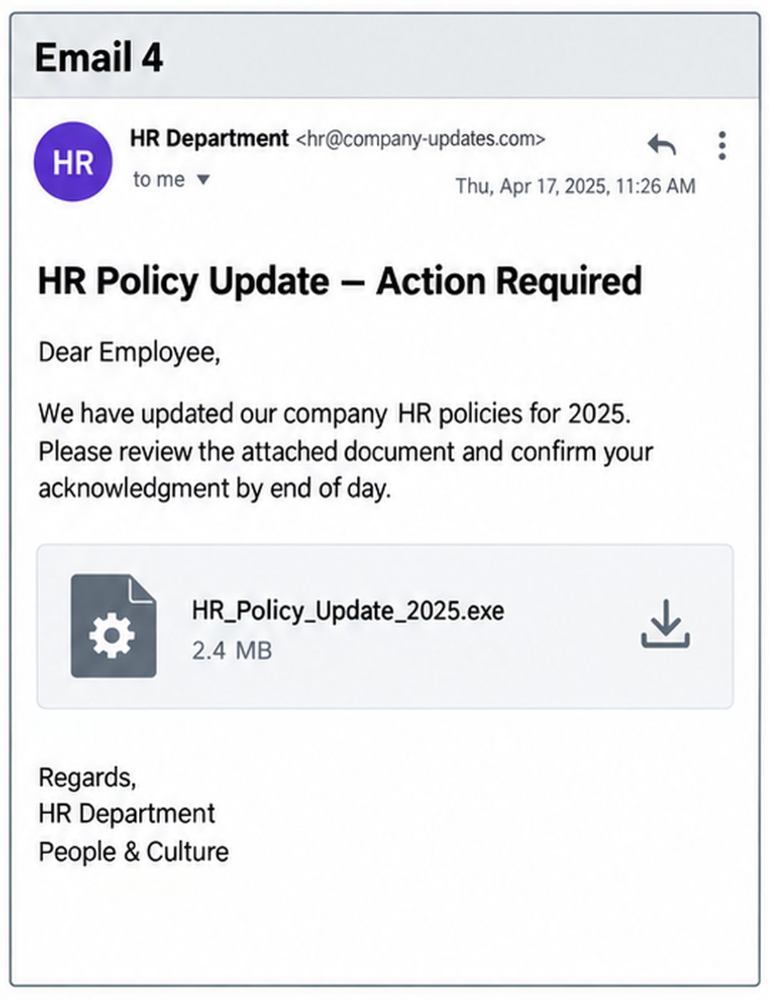 Email 4
HR
HR Department <hr@company-updates.com>
to me
Thu, Apr 17, 2025, 11:26 AM
HR Policy Update – Action Required
Dear Employee,
We have updated our company HR policies for 2025.
Please review the attached document and confirm your
acknowledgment by end of day.
HR_Policy_Update_2025.exe
2.4 MB
Regards,
HR Department
People & Culture